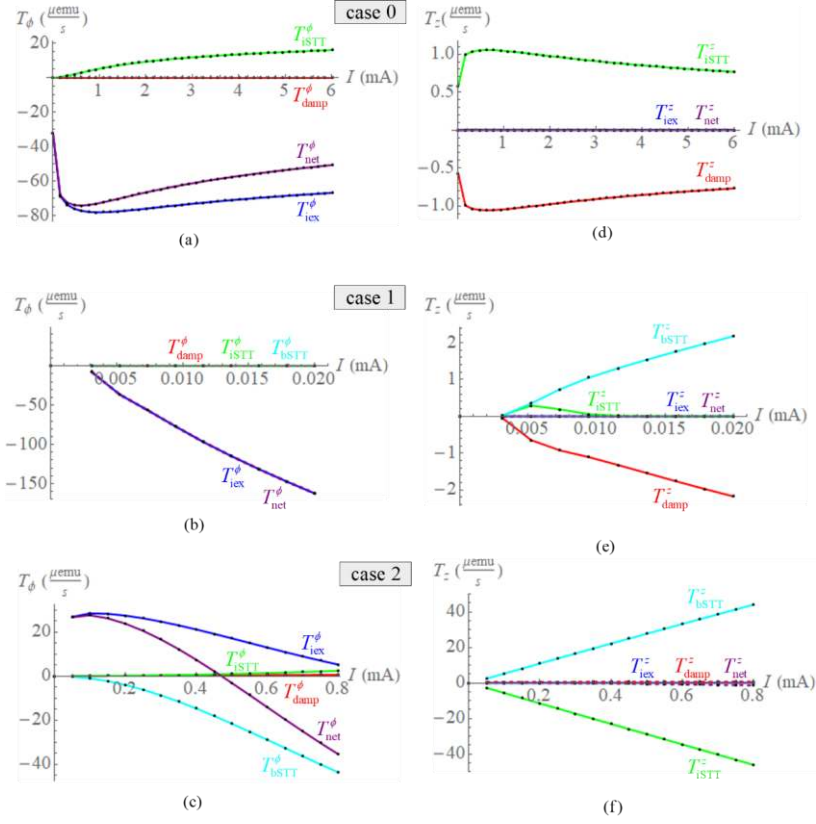 case 0
T_ϕ (μemu/s)
20
T^ϕ_iSTT
I (mA)
1 2 3 4 5 6
T^ϕ_damp
−20
−40
T^ϕ_net
−60
T^ϕ_iex
−80
(a)
T_z (μemu/s)
1.0
T^z_iSTT
0.5
T^z_iex T^z_net
I (mA)
1 2 3 4 5 6
−0.5
T^z_damp
−1.0
(d)
case 1
T_ϕ (μemu/s)
T^ϕ_damp T^ϕ_iSTT T^ϕ_bSTT
I (mA)
0.005 0.010 0.015 0.020
−50
−100
T^ϕ_iex
−150
T^ϕ_net
(b)
T_z (μemu/s)
2
T^z_bSTT
1
T^z_iSTT T^z_iex T^z_net
I (mA)
0.005 0.010 0.015 0.020
−1
T^z_damp
−2
(e)
case 2
T_ϕ (μemu/s)
20
T^ϕ_iSTT T^ϕ_iex
I (mA)
0
0.2 0.4 0.6 0.8
T^ϕ_damp
−20
T^ϕ_net
−40
T^ϕ_bSTT
(c)
T_z (μemu/s)
40
T^z_bSTT
20
T^z_iex T^z_damp T^z_net
I (mA)
0
0.2 0.4 0.6 0.8
−20
−40
T^z_iSTT
(f)